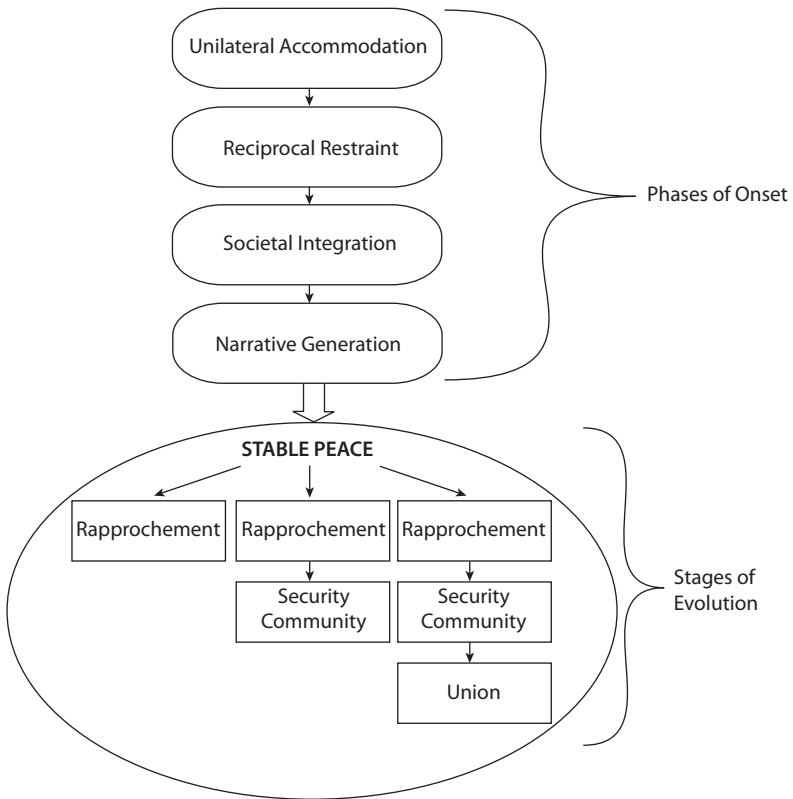 Unilateral Accommodation
Reciprocal Restraint
Societal Integration
Narrative Generation
Phases of Onset
STABLE PEACE
Rapprochement
Rapprochement
Security
Community
Rapprochement
Security
Community
Union
Stages of
Evolution